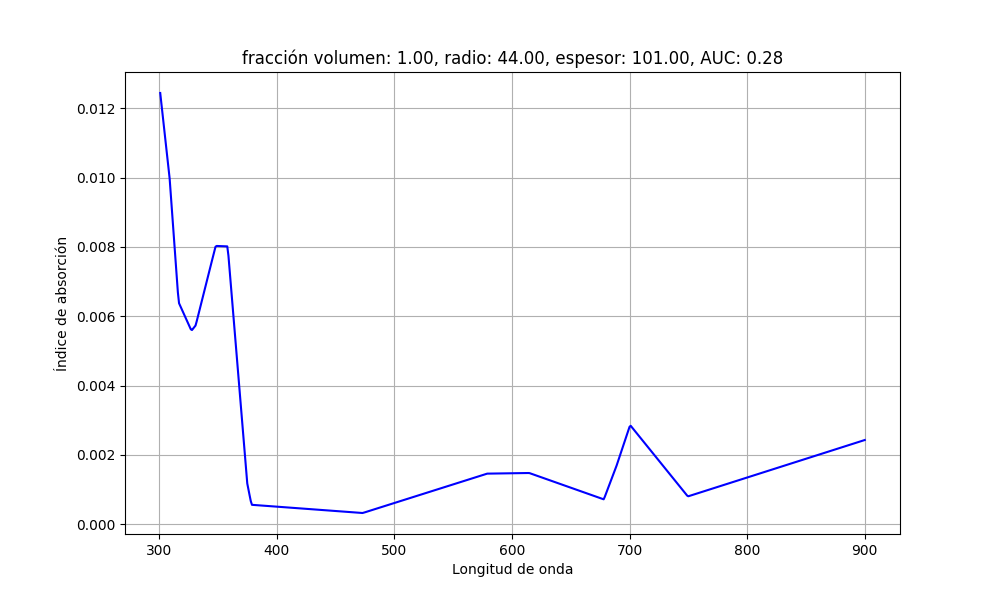 fracción volumen: 1.00, radio: 44.00, espesor: 101.00, AUC: 0.28
0.012
0.010
0.008
0.006
0.004
0.002
0.000
Índice de absorción
300 400 500 600 700 800 900
Longitud de onda